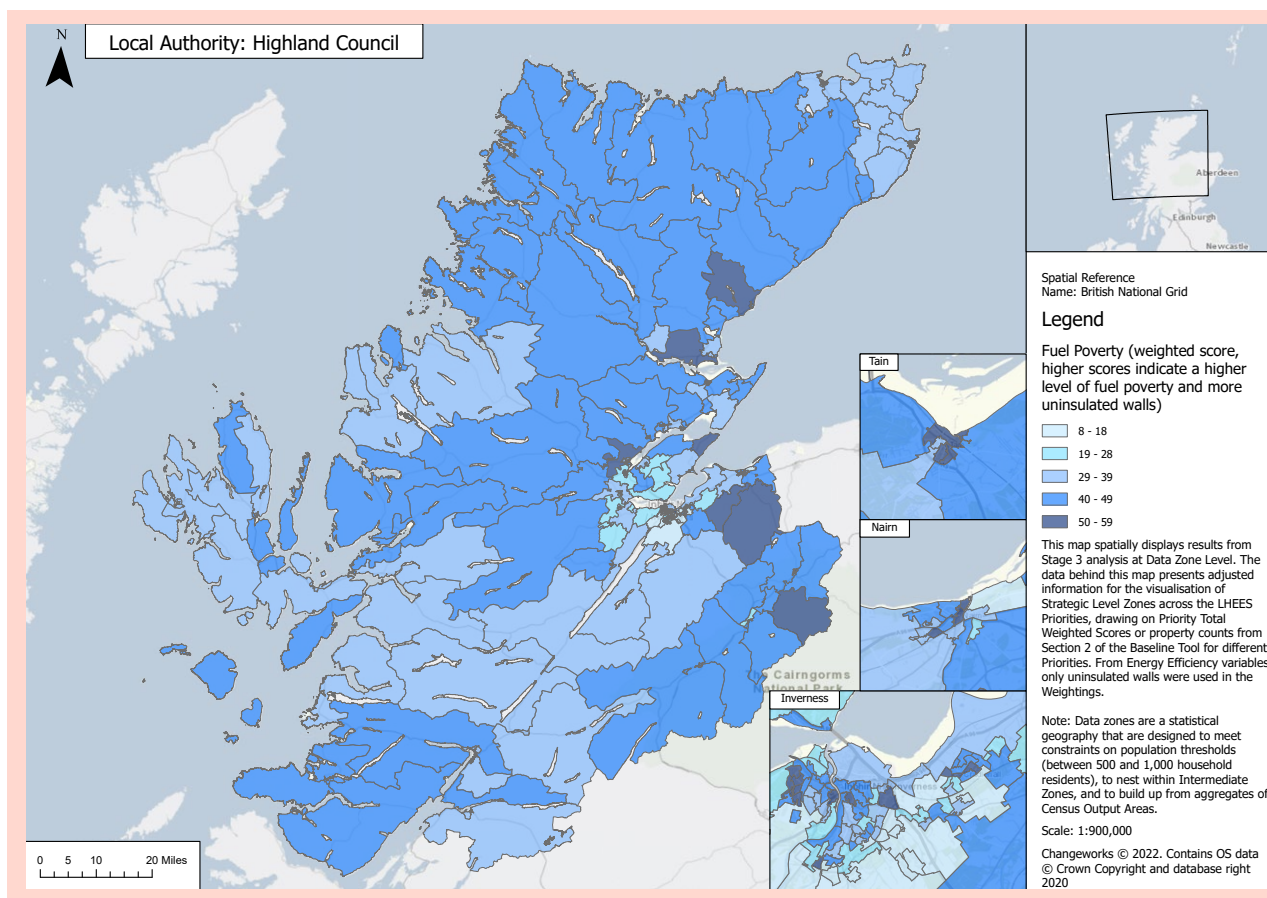 Local Authority: Highland Council
N
Aberdeen
Edinburgh
Newcastle
Spatial Reference
Name: British National Grid
Legend
Fuel Poverty (weighted score,
higher scores indicate a higher
level of fuel poverty and more
uninsulated walls)
8 - 18
19 - 28
29 - 39
40 - 49
50 - 59
This map spatially displays results from
Stage 3 analysis at Data Zone Level. The
data behind this map presents adjusted
information for the visualisation of
Strategic Level Zones across the LHEES
Priorities, drawing on Priority Total
Weighted Scores or property counts from
Section 2 of the Baseline Tool for different
Priorities. From Energy Efficiency variables
only uninsulated walls were used in the
Weightings.
Note: Data zones are a statistical
geography that are designed to meet
constraints on population thresholds
(between 500 and 1,000 household
residents), to nest within Intermediate
Zones, and to build up from aggregates of
Census Output Areas.
Scale: 1:900,000
Changeworks © 2022. Contains OS data
© Crown Copyright and database right
2020
Tain
Nairn
Inverness
Cairngorms
National Park
0 5 10 20 Miles